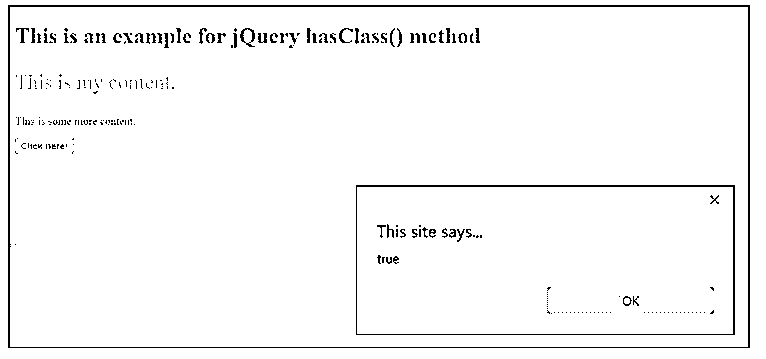 This is an example for jQuery hasClass() method
This is my content.
This is some more content.
Click here!
×
This site says...
true
OK